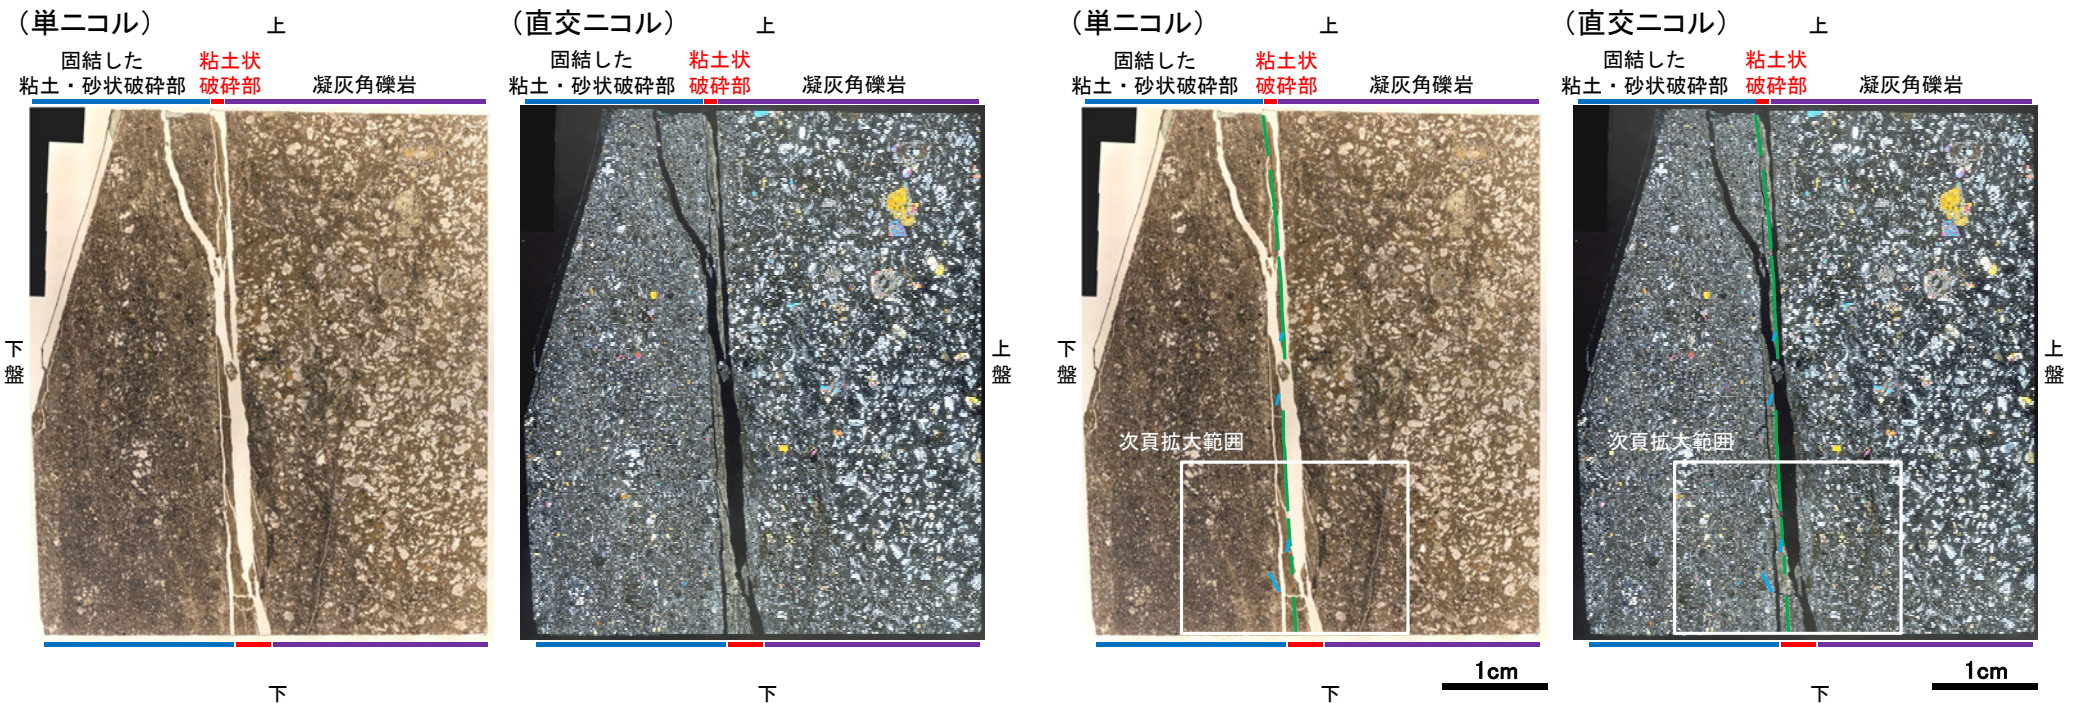 (単ニコル)
上
固結した
粘土・砂状破砕部
粘土状
破砕部
凝灰角礫岩
下
盤
下
(直交ニコル)
上
固結した
粘土・砂状破砕部
粘土状
破砕部
凝灰角礫岩
上
盤
下
(単ニコル)
上
固結した
粘土・砂状破砕部
粘土状
破砕部
凝灰角礫岩
下
盤
次頁拡大範囲
1cm
下
(直交ニコル)
上
固結した
粘土・砂状破砕部
粘土状
破砕部
凝灰角礫岩
次頁拡大範囲
上
盤
1cm
下